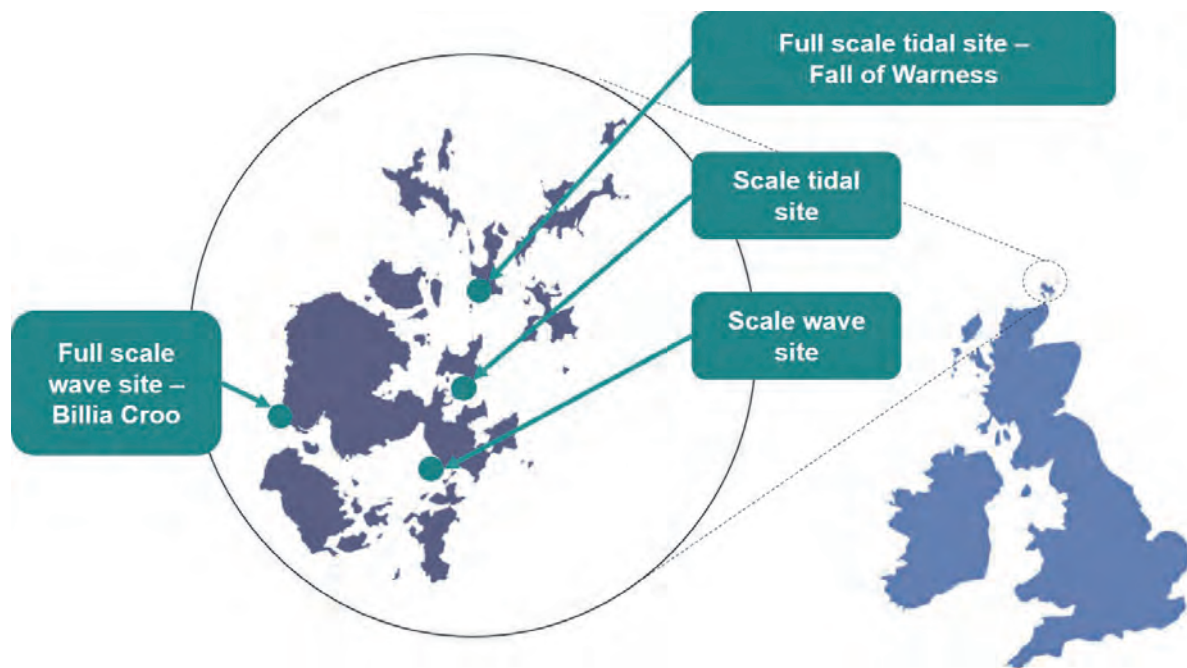 Full scale tidal site –
Fall of Warness
Scale tidal
site
Scale wave
site
Full scale
wave site –
Billia Croo